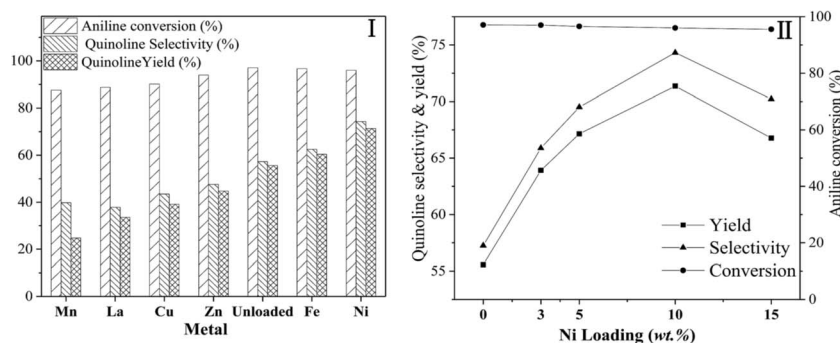 I
Aniline conversion (%)
Quinoline Selectivity (%)
QuinolineYield (%)
100
80
60
40
20
0
Mn La Cu Zn Unloaded Fe Ni
Metal
II
Quinoline selectivity & yield (%)
75
70
65
60
55
Aniline conversion (%)
100
80
60
40
20
0
Yield
Selectivity
Conversion
0 3 5 10 15
Ni Loading (wt.%)